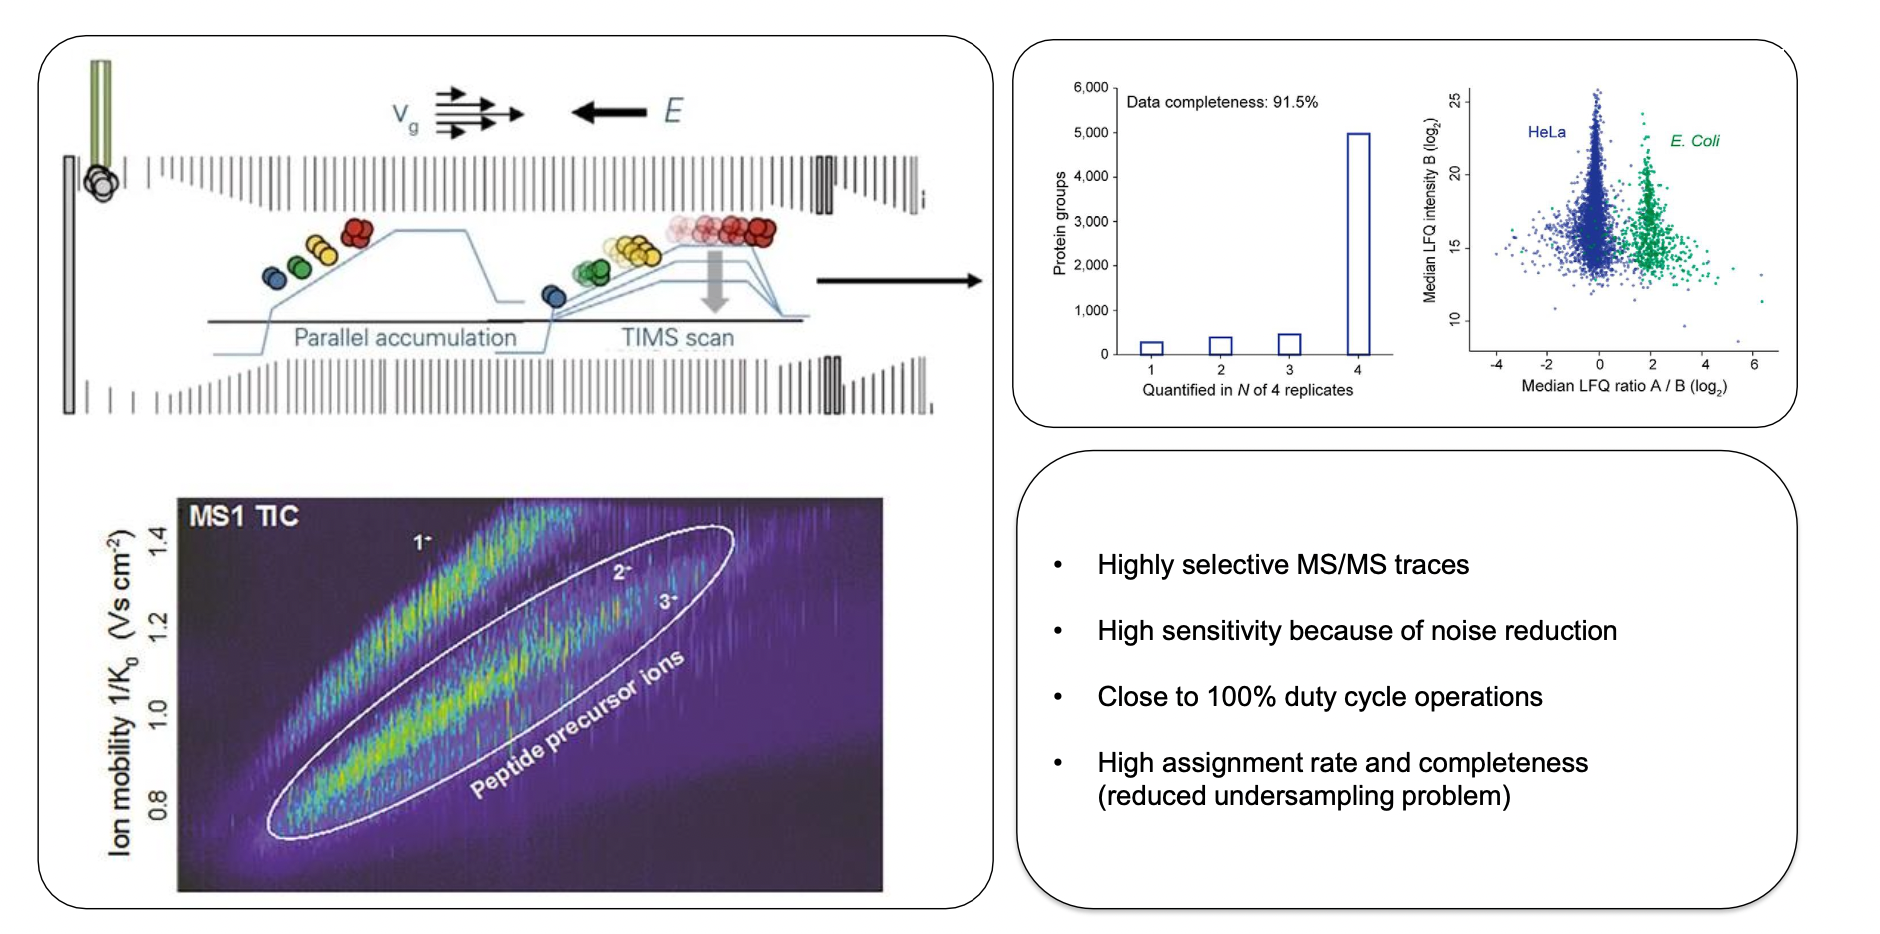 Vg
E
Parallel accumulation
TIMS scan
MS1 TIC
1+
2+
3+
Peptide precursor ions
Ion mobility 1/K0 (Vs cm-2)
1.4
1.2
1.0
0.8
Data completeness: 91.5%
Protein groups
6,000
5,000
4,000
3,000
2,000
1,000
0
1 2 3 4
Quantified in N of 4 replicates
HeLa
E. Coli
Median LFQ intensity B (log2)
25
20
15
10
-4 -2 0 2 4 6
Median LFQ ratio A / B (log2)
• Highly selective MS/MS traces
• High sensitivity because of noise reduction
• Close to 100% duty cycle operations
• High assignment rate and completeness
(reduced undersampling problem)